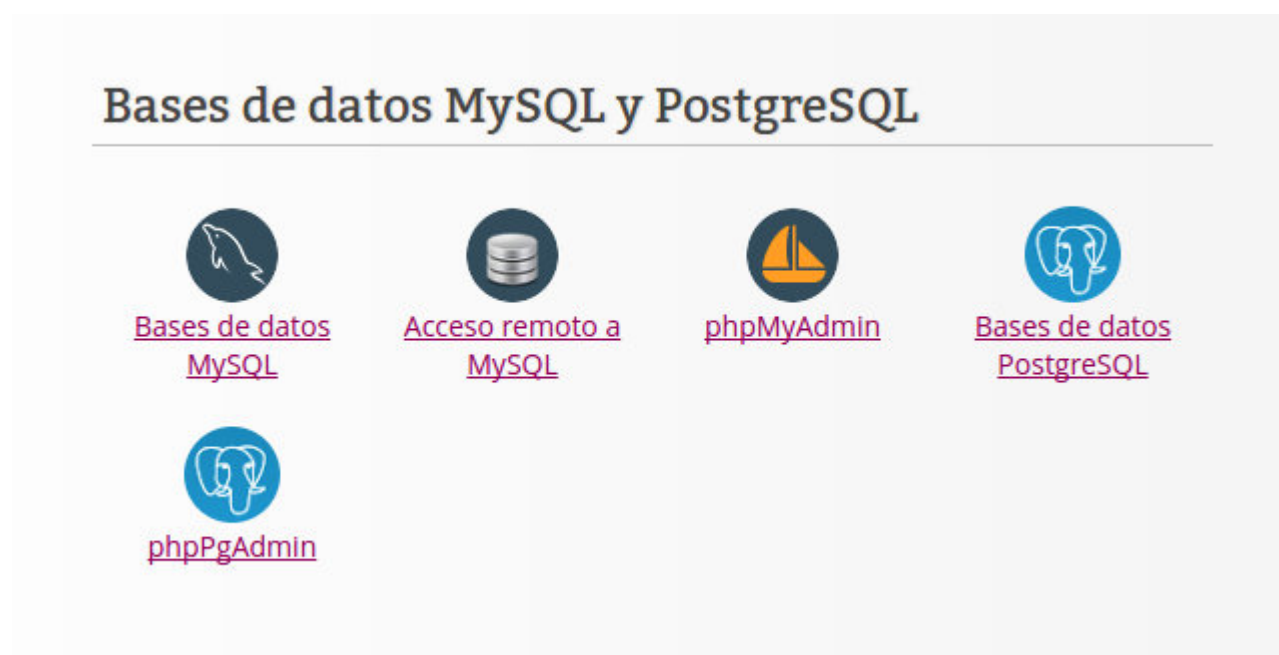 Bases de datos MySQL y PostgreSQL
Bases de datos
MySQL
Acceso remoto a
MySQL
phpMyAdmin
Bases de datos
PostgreSQL
phpPgAdmin